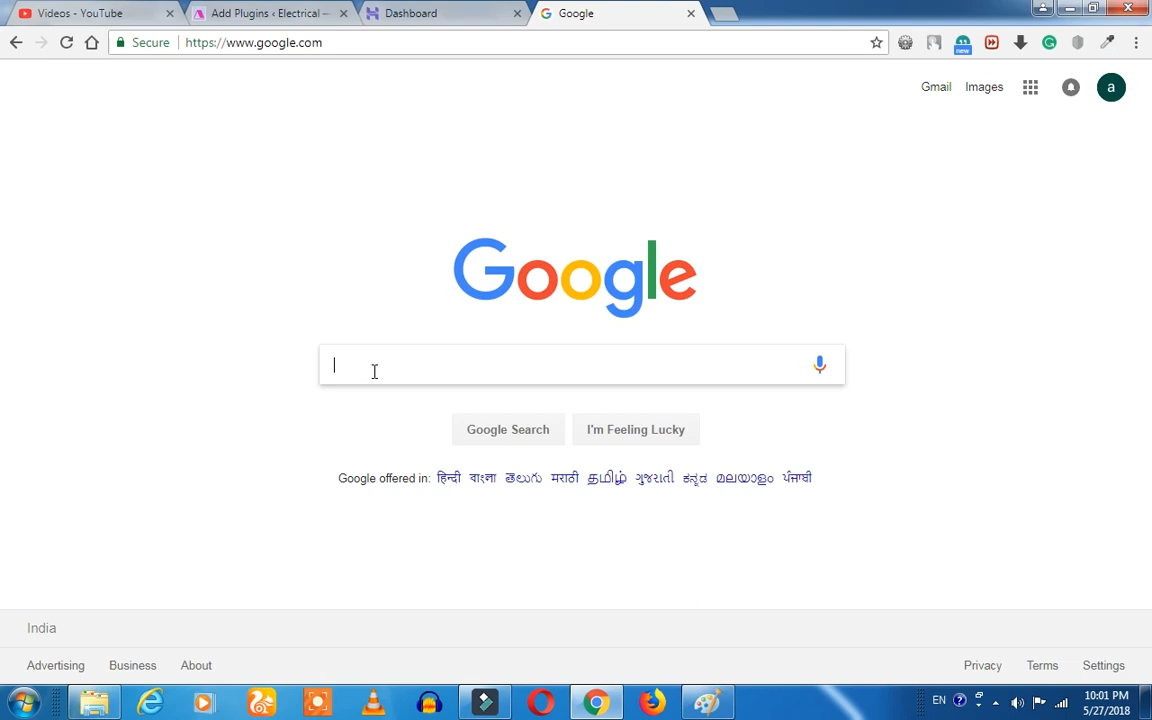 Videos - YouTube
Add Plugins ‹ Electrical —
Dashboard
Google
Secure
https://www.google.com
new
Gmail Images
a
Google
Google Search I'm Feeling Lucky
Google offered in: हिन्दी বাংলা తెలుగు मराठी தமிழ் ગુજરાતી ಕನ್ನಡ മലയാളം ਪੰਜਾਬੀ
India
Advertising Business About
Privacy Terms Settings
EN
10:01 PM
5/27/2018